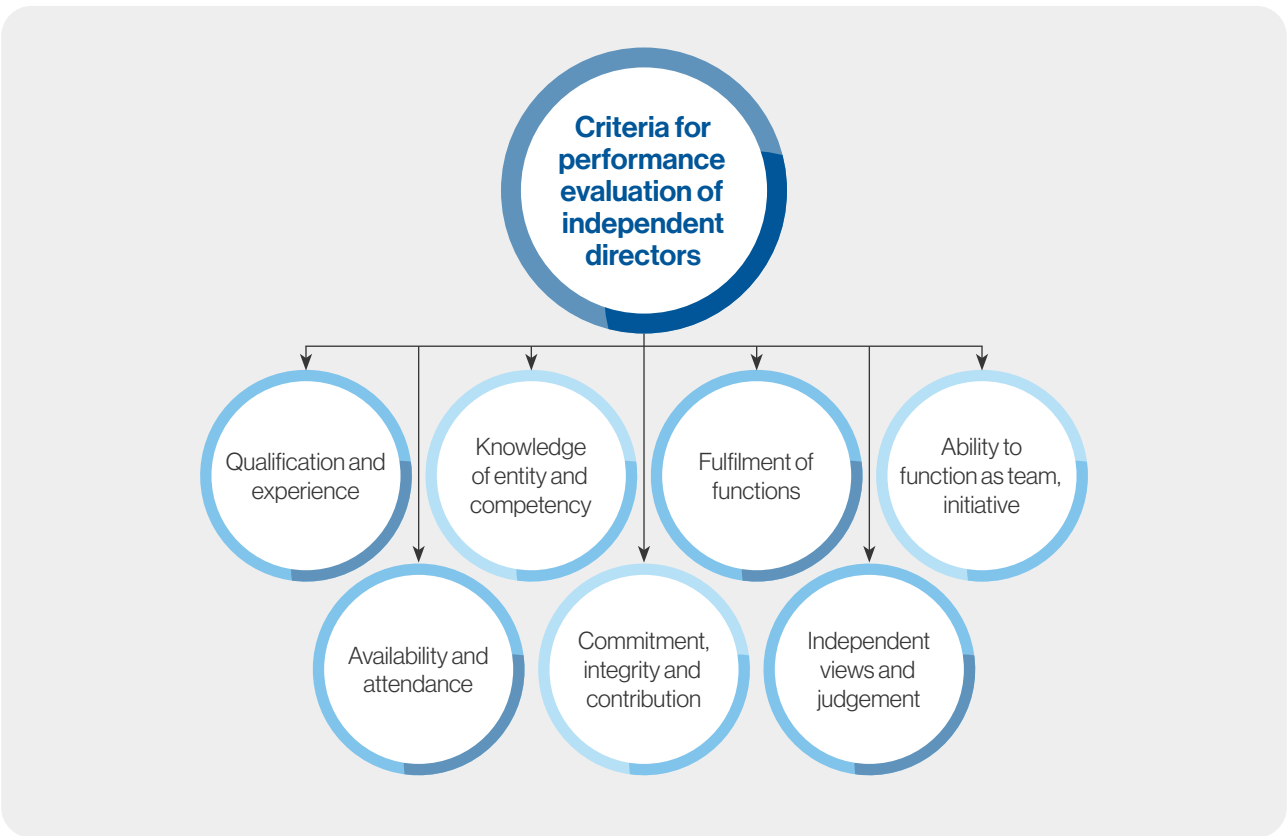 Criteria for
performance
evaluation of
independent
directors
Qualification and
experience
Knowledge
of entity and
competency
Fulfilment of
functions
Ability to
function as team,
initiative
Availability and
attendance
Commitment,
integrity and
contribution
Independent
views and
judgement